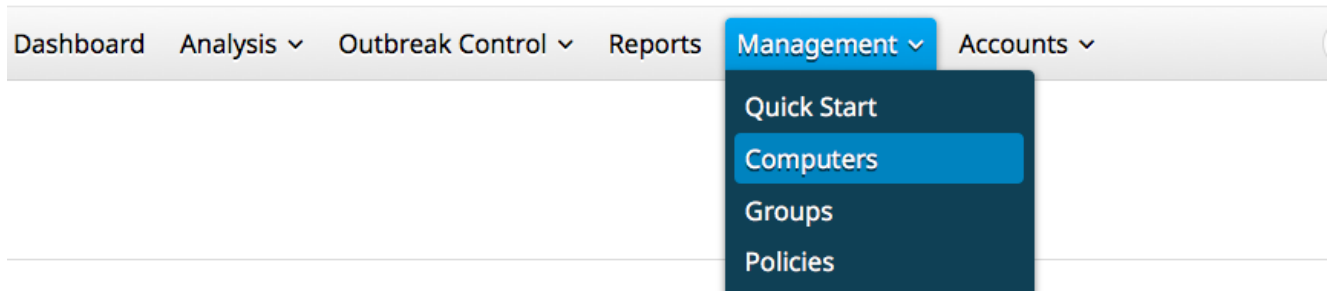 Dashboard Analysis Outbreak Control Reports Management Accounts
Quick Start
Computers
Groups
Policies